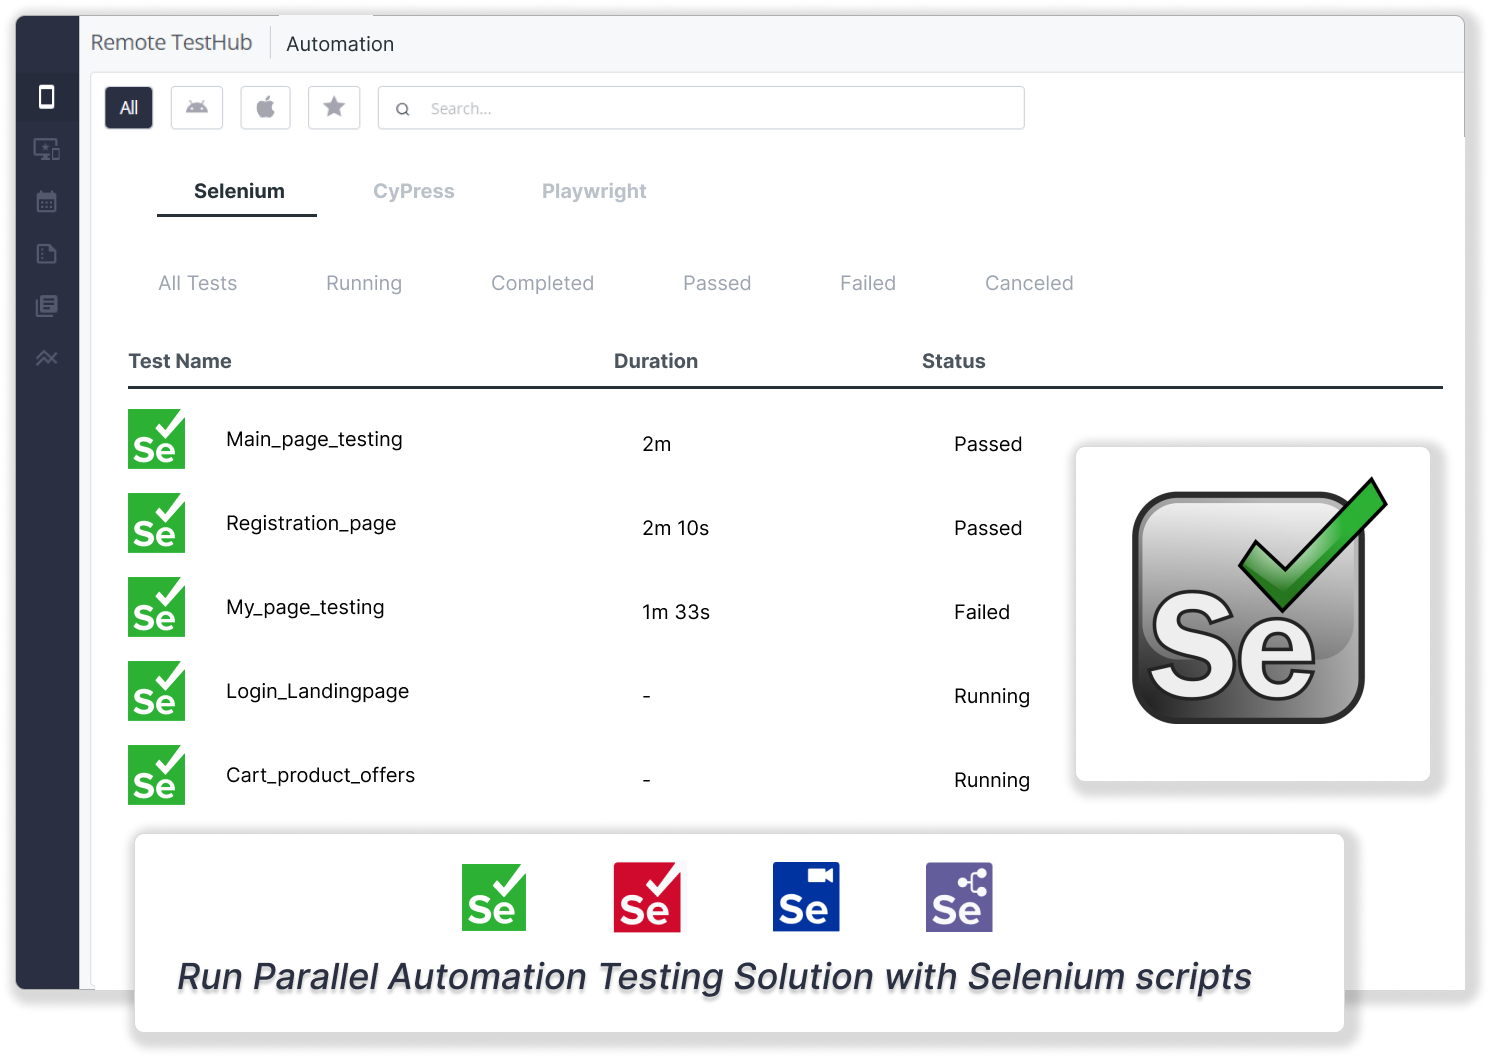 Remote TestHub Automation
All Search...
Selenium CyPress Playwright
All Tests Running Completed Passed Failed Canceled
Test Name Duration Status
Se Main_page_testing 2m Passed
Se Registration_page 2m 10s Passed
Se My_page_testing 1m 33s Failed
Se Login_Landingpage - Running
Se Cart_product_offers - Running
Se
Se Se Se Se
Run Parallel Automation Testing Solution with Selenium scripts